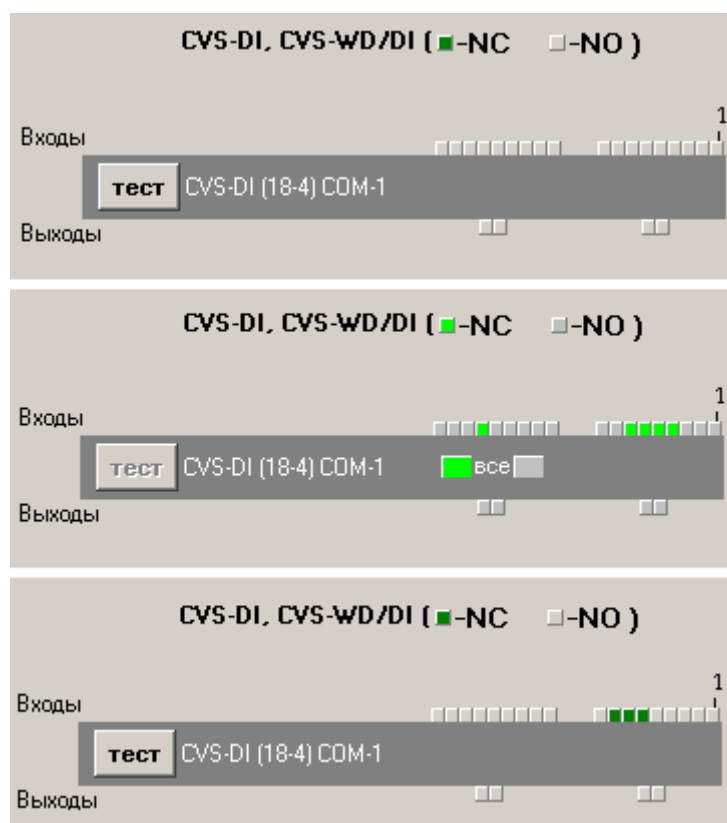 CVS-DI, CVS-WD/DI ( -NC -NO )
1
Входы
тест CVS-DI (18-4) COM-1
Выходы
CVS-DI, CVS-WD/DI ( -NC -NO )
1
Входы
тест CVS-DI (18-4) COM-1 все
Выходы
CVS-DI, CVS-WD/DI ( -NC -NO )
1
Входы
тест CVS-DI (18-4) COM-1
Выходы